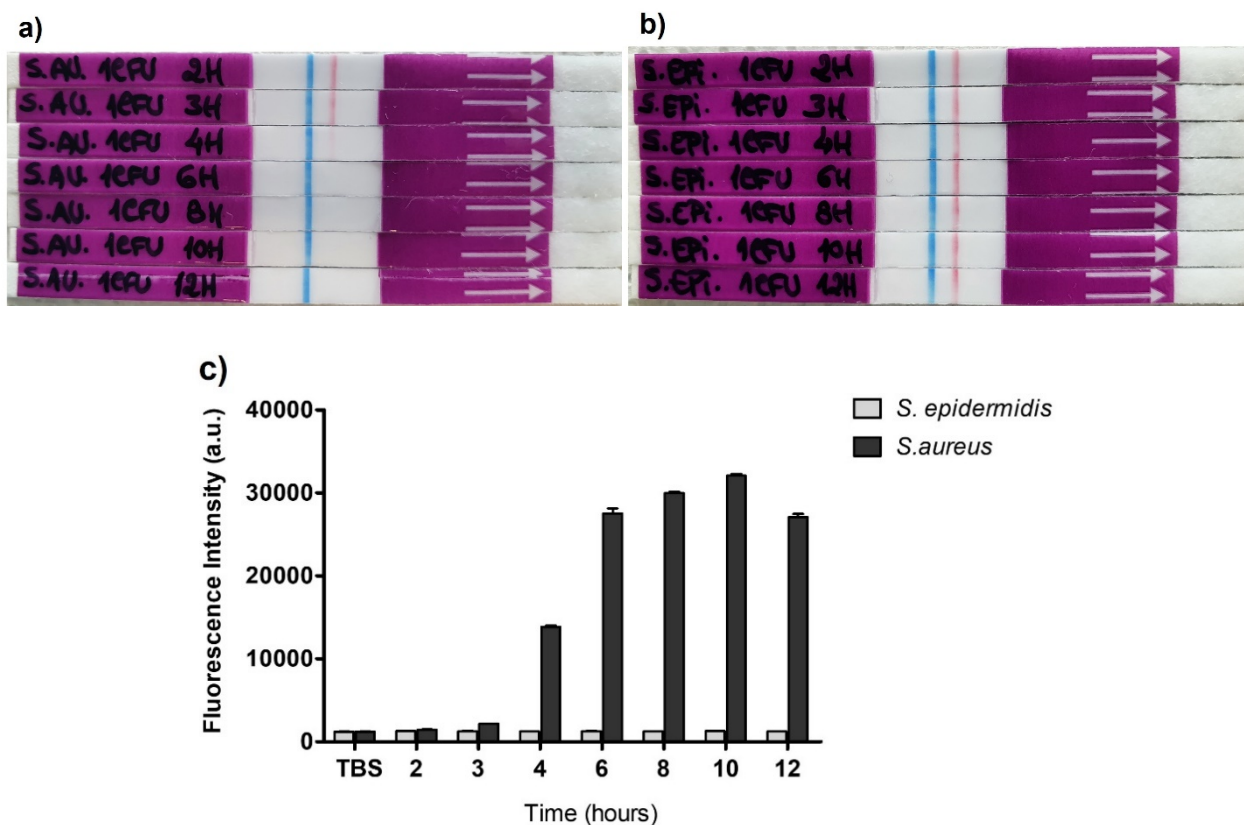 a)
S.AU. 1CFU 2H
S.AU. 1CFU 3H
S.AU. 1CFU 4H
S.AU. 1CFU 6H
S.AU. 1CFU 8H
S.AU. 1CFU 10H
S.AU. 1CFU 12H
b)
S.EPi. 1CFU 2H
S.EPi. 1CFU 3H
S.EPi. 1CFU 4H
S.EPi. 1CFU 6H
S.EPi. 1CFU 8H
S.EPi. 1CFU 10H
S.EPi. 1CFU 12H
c)
Fluorescence Intensity (a.u.)
40000
30000
20000
10000
0
TBS 2 3 4 6 8 10 12
Time (hours)
S. epidermidis
S.aureus